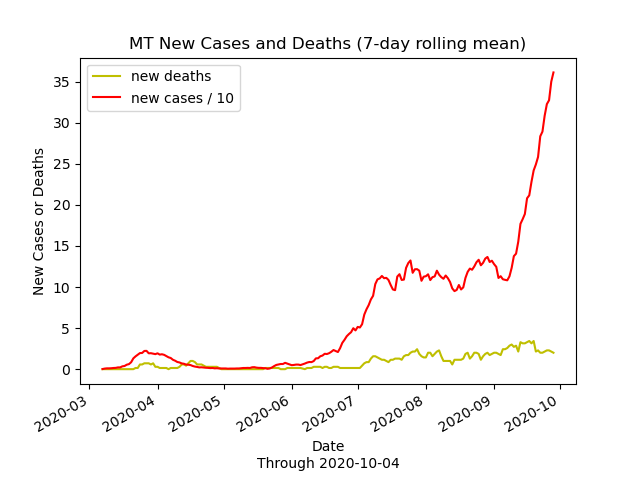 MT New Cases and Deaths (7-day rolling mean)
new deaths
new cases / 10
35
30
25
20
15
10
5
0
New Cases or Deaths
2020-03
2020-04
2020-05
2020-06
2020-07
2020-08
2020-09
2020-10
Date
Through 2020-10-04